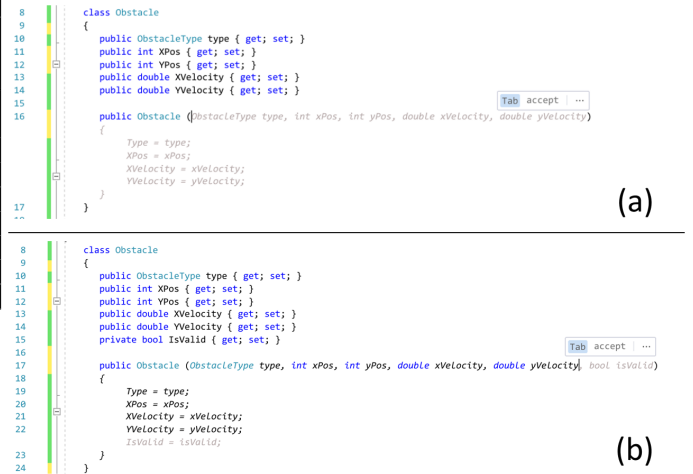 8 class Obstacle
9 {
10 public ObstacleType type { get; set; }
11 public int XPos { get; set; }
12 public int YPos { get; set; }
13 public double XVelocity { get; set; }
14 public double YVelocity { get; set; }
15
Tab accept ...
16 public Obstacle (ObstacleType type, int xPos, int yPos, double xVelocity, double yVelocity)
{
Type = type;
XPos = xPos;
XVelocity = xVelocity;
YVelocity = yVelocity;
}
17 }
(a)
8 class Obstacle
9 {
10 public ObstacleType type { get; set; }
11 public int XPos { get; set; }
12 public int YPos { get; set; }
13 public double XVelocity { get; set; }
14 public double YVelocity { get; set; }
15 private bool IsValid { get; set; }
16
Tab accept ...
17 public Obstacle (ObstacleType type, int xPos, int yPos, double xVelocity, double yVelocity, bool isValid)
18 {
19 Type = type;
20 XPos = xPos;
21 XVelocity = xVelocity;
22 YVelocity = yVelocity;
IsValid = isValid;
23 }
24 }
(b)